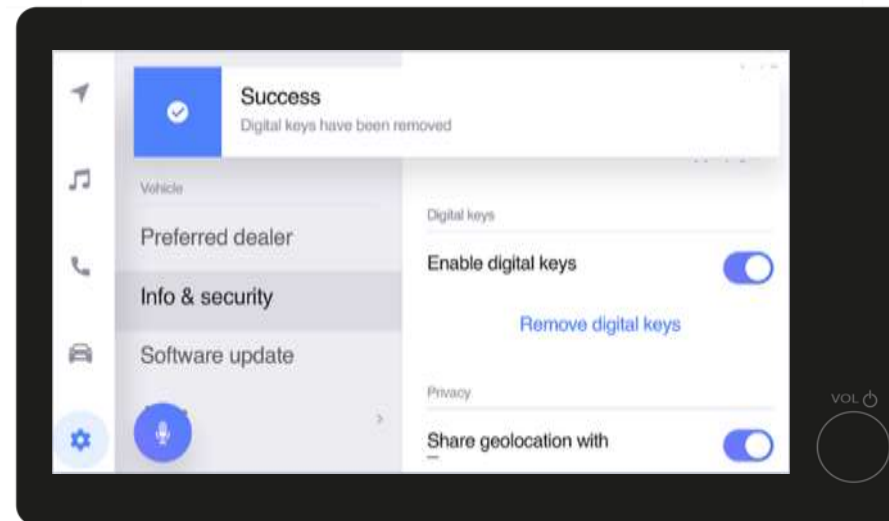 Success
Digital keys have been removed
Vehicle
Preferred dealer
Info & security
Software update
Digital keys
Enable digital keys
Remove digital keys
Privacy
Share geolocation with
VOL